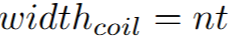 width_{coil} = nt